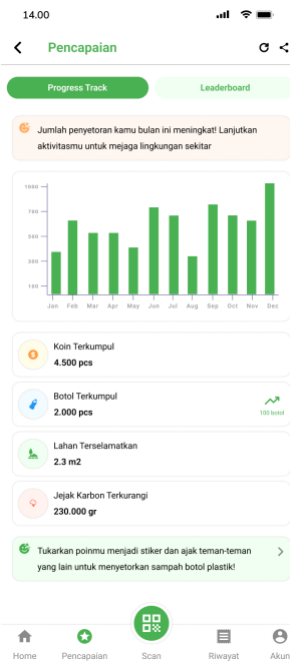 14.00
Pencapaian
Progress Track
Leaderboard
Jumlah penyetoran kamu bulan ini meningkat! Lanjutkan
aktivitasmu untuk mejaga lingkungan sekitar
1000
700
500
200
100
Jan Feb Mar Apr May Jun Jul Aug Sep Oct Nov Dec
Koin Terkumpul
4.500 pcs
Botol Terkumpul
2.000 pcs
100 botol
Lahan Terselamatkan
2.3 m2
Jejak Karbon Terkurangi
230.000 gr
Tukarkan poinmu menjadi stiker dan ajak teman-teman
yang lain untuk menyetorkan sampah botol plastik!
Home Pencapaian Scan Riwayat Akun